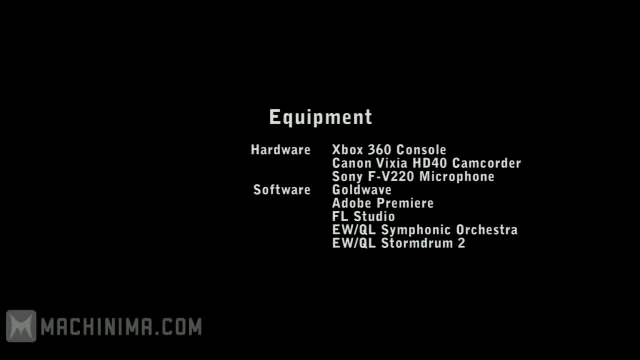 Equipment
Hardware Xbox 360 Console
Canon Vixia HD40 Camcorder
Sony F-V220 Microphone
Software Goldwave
Adobe Premiere
FL Studio
EW/QL Symphonic Orchestra
EW/QL Stormdrum 2
MACHINIMA.COM